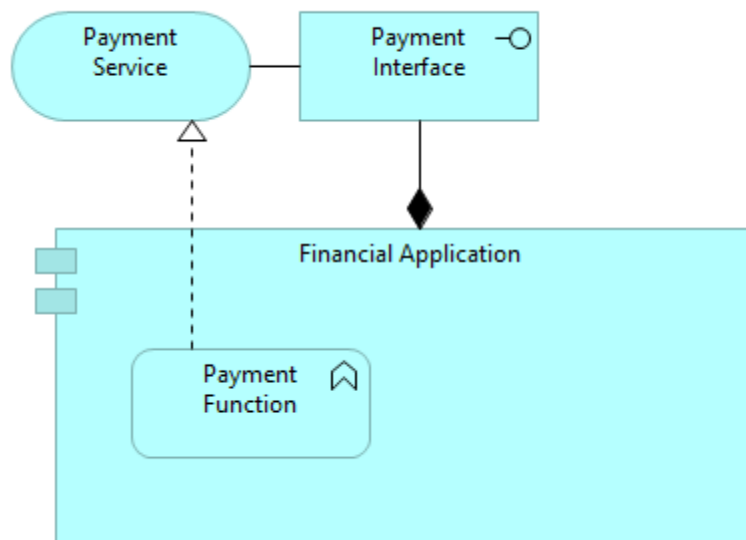 Payment
Service
Payment
Interface
Financial Application
Payment
Function